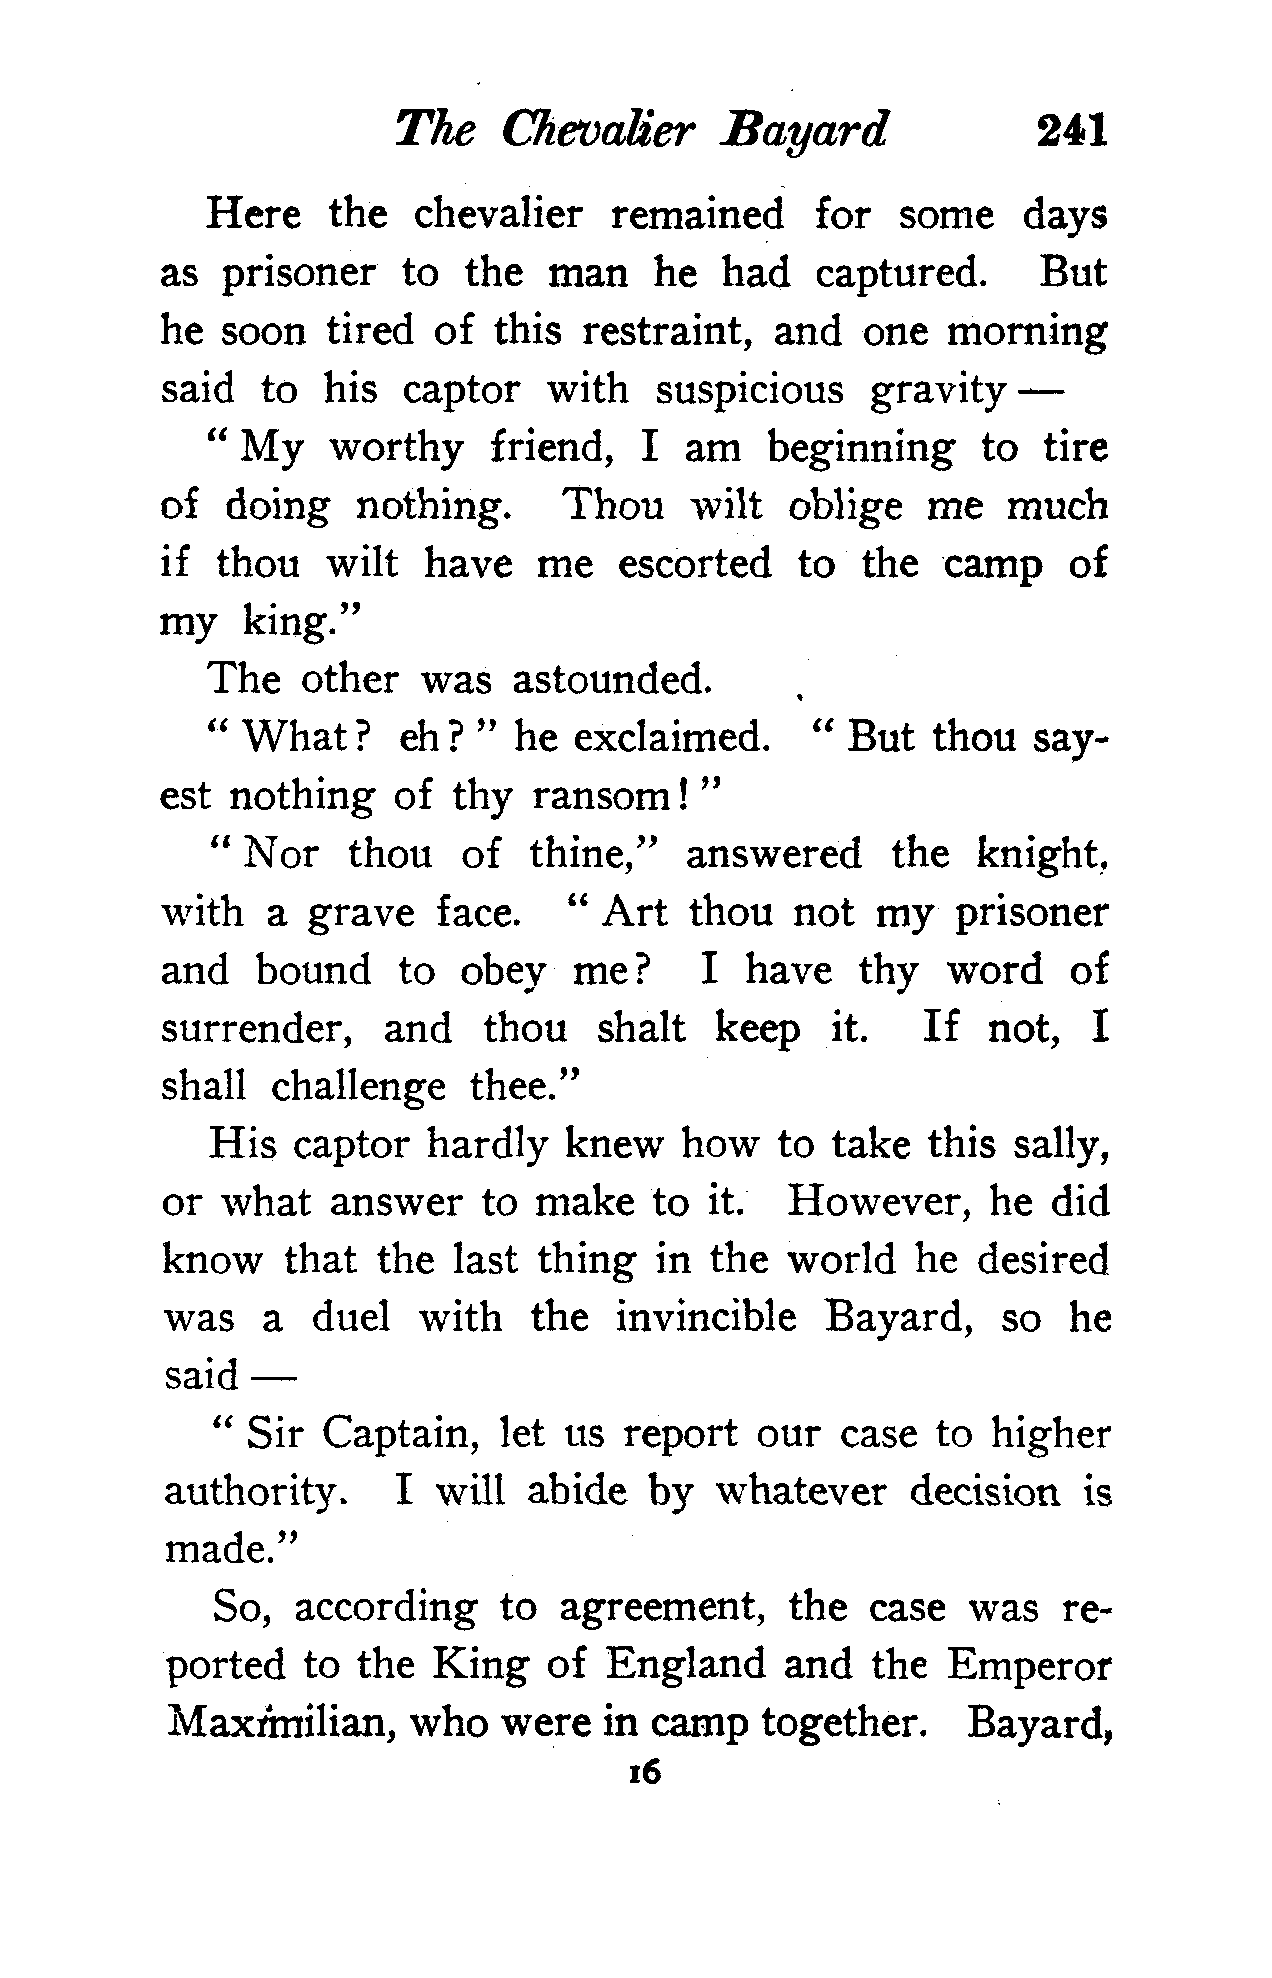 The Chevalier Bayard 241
Here the chevalier remained for some days
as prisoner to the man he had captured. But
he soon tired of this restraint, and one morning
said to his captor with suspicious gravity —
“ My worthy friend, I am beginning to tire
of doing nothing. Thou wilt oblige me much
if thou wilt have me escorted to the camp of
my king.”
The other was astounded.
“ What? eh? ” he exclaimed. “ But thou say-
est nothing of thy ransom! ”
“ Nor thou of thine,” answered the knight,
with a grave face. “ Art thou not my prisoner
and bound to obey me? I have thy word of
surrender, and thou shalt keep it. If not, I
shall challenge thee.”
His captor hardly knew how to take this sally,
or what answer to make to it. However, he did
know that the last thing in the world he desired
was a duel with the invincible Bayard, so he
said —
“ Sir Captain, let us report our case to higher
authority. I will abide by whatever decision is
made.”
So, according to agreement, the case was re-
ported to the King of England and the Emperor
Maximilian, who were in camp together. Bayard,
16